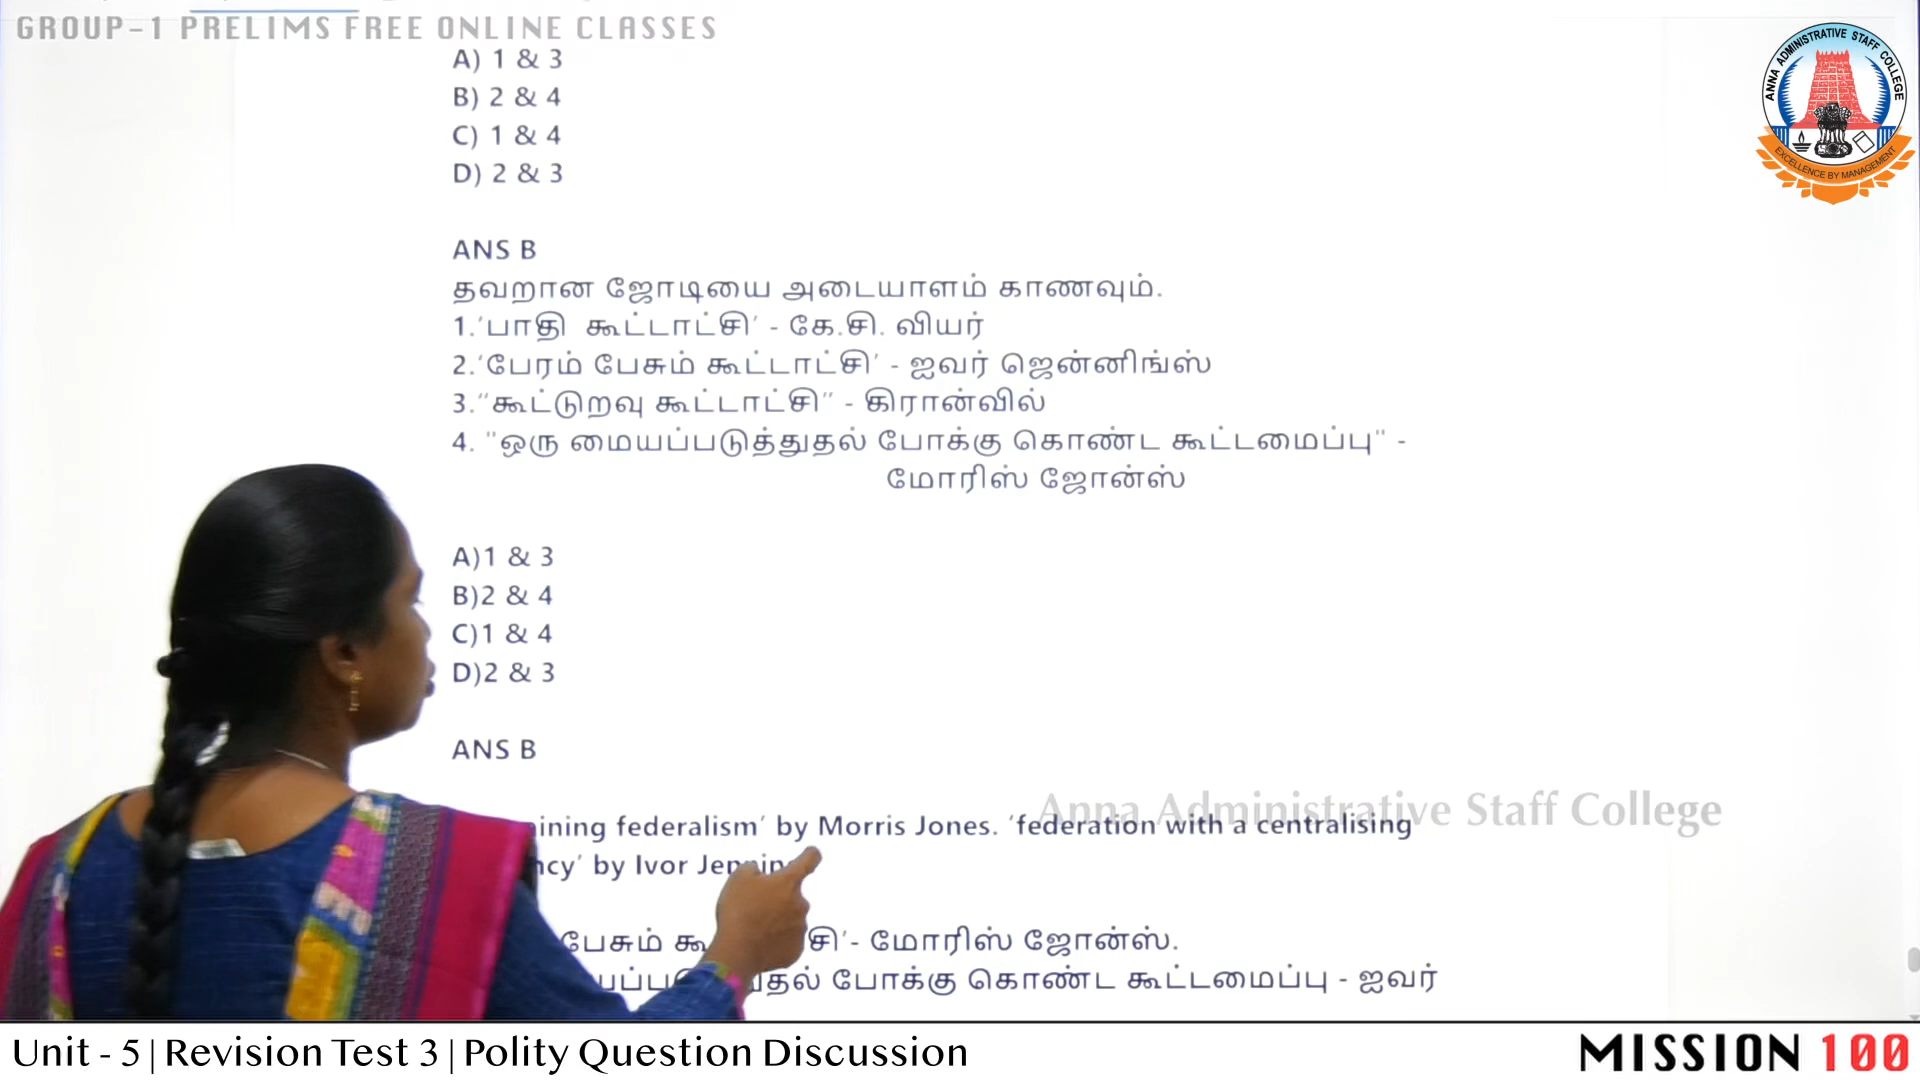 GROUP-1 PRELIMS FREE ONLINE CLASSES
A) 1 & 3
B) 2 & 4
C) 1 & 4
D) 2 & 3
ANNA ADMINISTRATIVE STAFF COLLEGE
EXCELLENCE BY MANAGEMENT
ANS B
தவறான ஜோடியை அடையாளம் காணவும்.
1.'பாதி கூட்டாட்சி' - கே.சி. வியர்
2.'பேரம் பேசும் கூட்டாட்சி' - ஐவர் ஜென்னிங்ஸ்
3."கூட்டுறவு கூட்டாட்சி" - கிரான்வில்
4. "ஒரு மையப்படுத்துதல் போக்கு கொண்ட கூட்டமைப்பு" -
மோரிஸ் ஜோன்ஸ்
A)1 & 3
B)2 & 4
C)1 & 4
D)2 & 3
ANS B
Anna Administrative Staff College
ining federalism' by Morris Jones. 'federation with a centralising
ncy' by Ivor Jennin
பேசும் கூ சி'- மோரிஸ் ஜோன்ஸ்.
தல் போக்கு கொண்ட கூட்டமைப்பு - ஐவர்
Unit - 5 | Revision Test 3 | Polity Question Discussion
MISSION 100